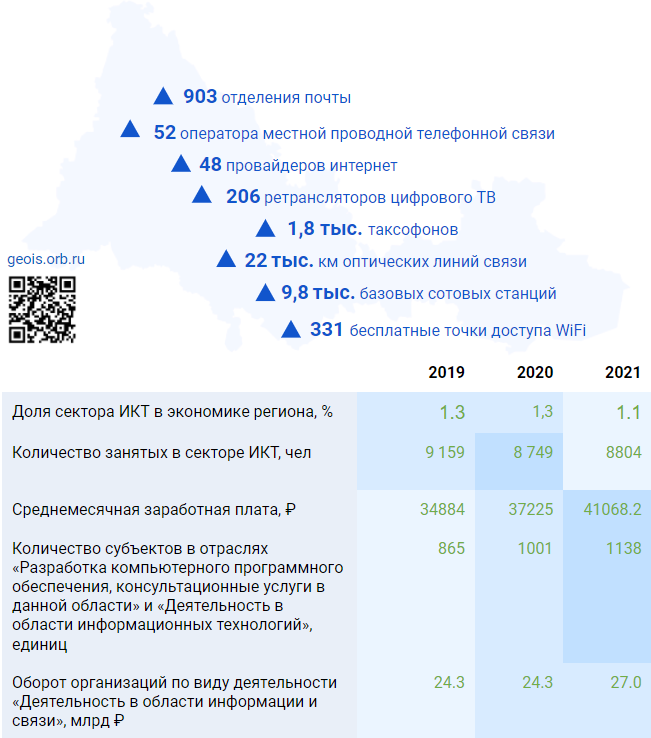 903 отделения почты
52 оператора местной проводной телефонной связи
48 провайдеров интернет
206 ретрансляторов цифрового ТВ
1,8 тыс. таксофонов
geois.orb.ru
22 тыс. км оптических линий связи
9,8 тыс. базовых сотовых станций
331 бесплатные точки доступа WiFi
2019 2020 2021
Доля сектора ИКТ в экономике региона, % 1.3 1,3 1.1
Количество занятых в секторе ИКТ, чел 9 159 8 749 8804
Среднемесячная заработная плата, ₽ 34884 37225 41068.2
Количество субъектов в отраслях 865 1001 1138
«Разработка компьютерного программного
обеспечения, консультационные услуги в
данной области» и «Деятельность в
области информационных технологий»,
единиц
Оборот организаций по виду деятельности 24.3 24.3 27.0
«Деятельность в области информации и
связи», млрд ₽